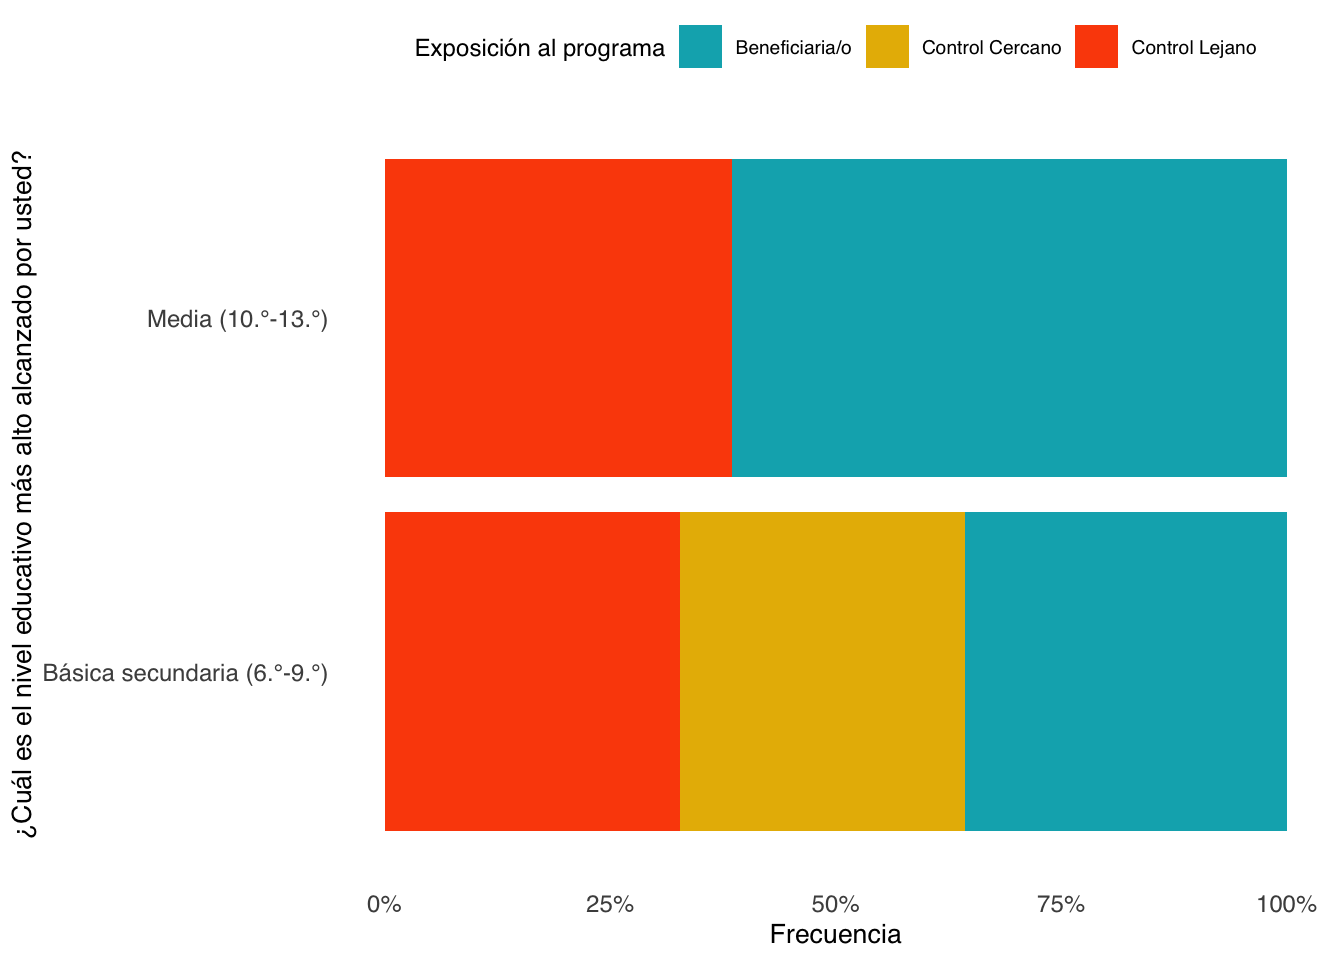 Exposición al programa Beneficiaria/o Control Cercano Control Lejano
¿Cuál es el nivel educativo más alto alcanzado por usted?
Media (10.°-13.°)
Básica secundaria (6.°-9.°)
0% 25% 50% 75% 100%
Frecuencia